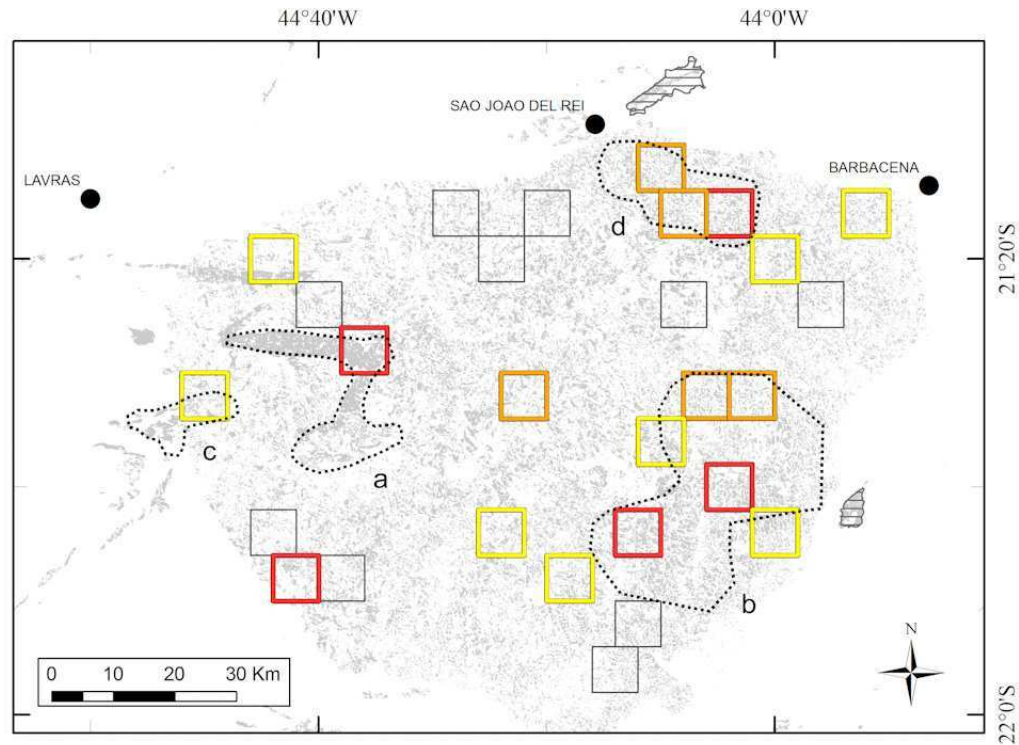 44°40'W 44°0'W
SAO JOAO DEL REI
LAVRAS
BARBACENA
d
21°20'S
c
a
b
N
0 10 20 30 Km
22°0'S